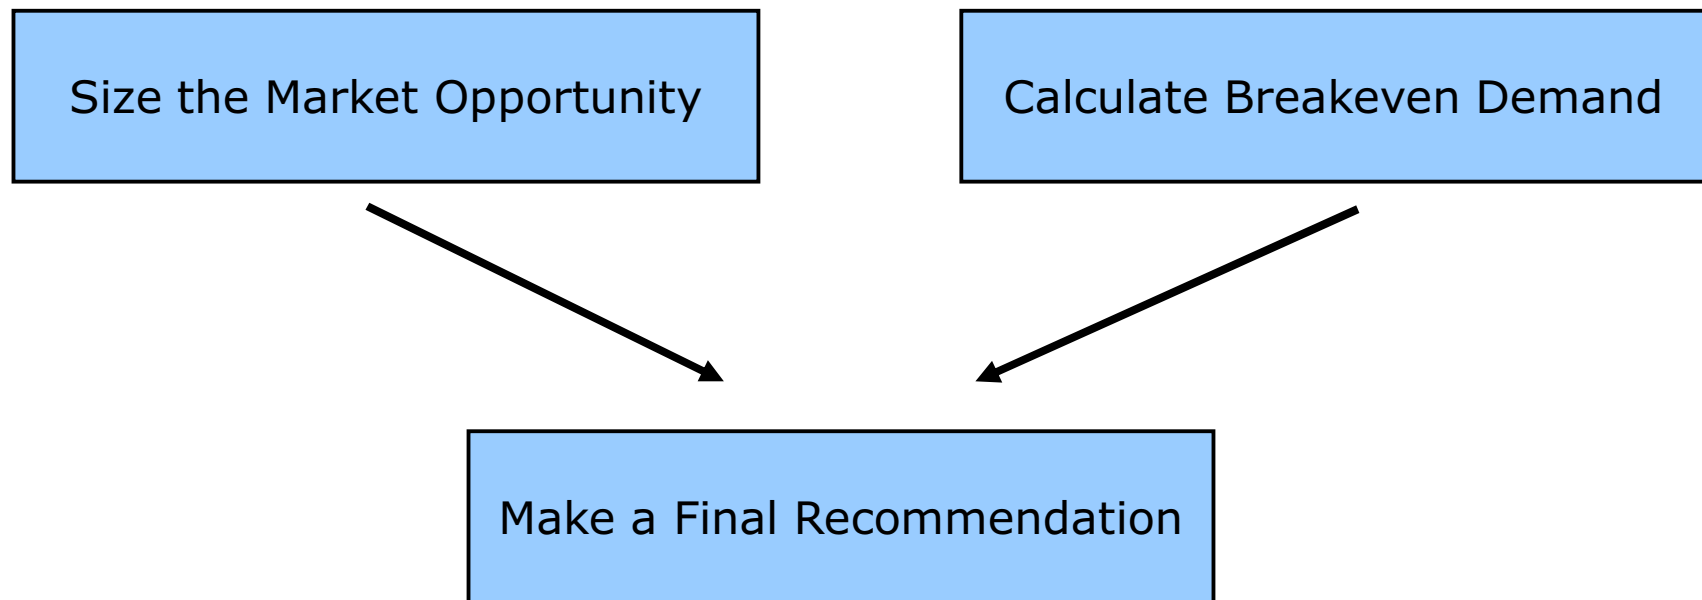 Size the Market Opportunity
Calculate Breakeven Demand
Make a Final Recommendation